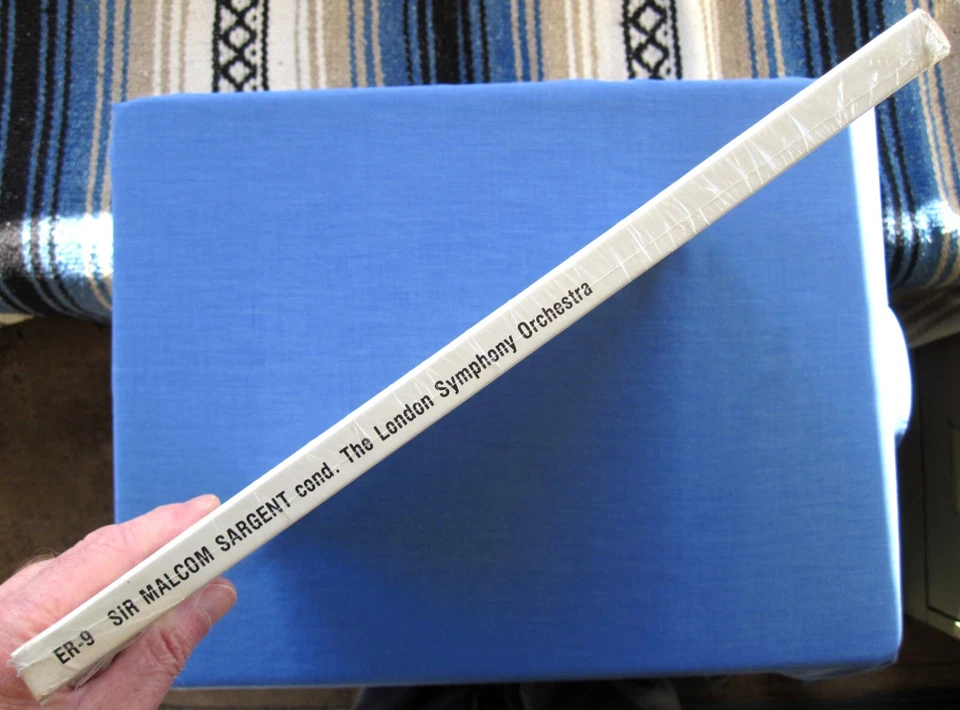 ER-9 SiR MALCOM SARGENT cond. The London Symphony Orchestra